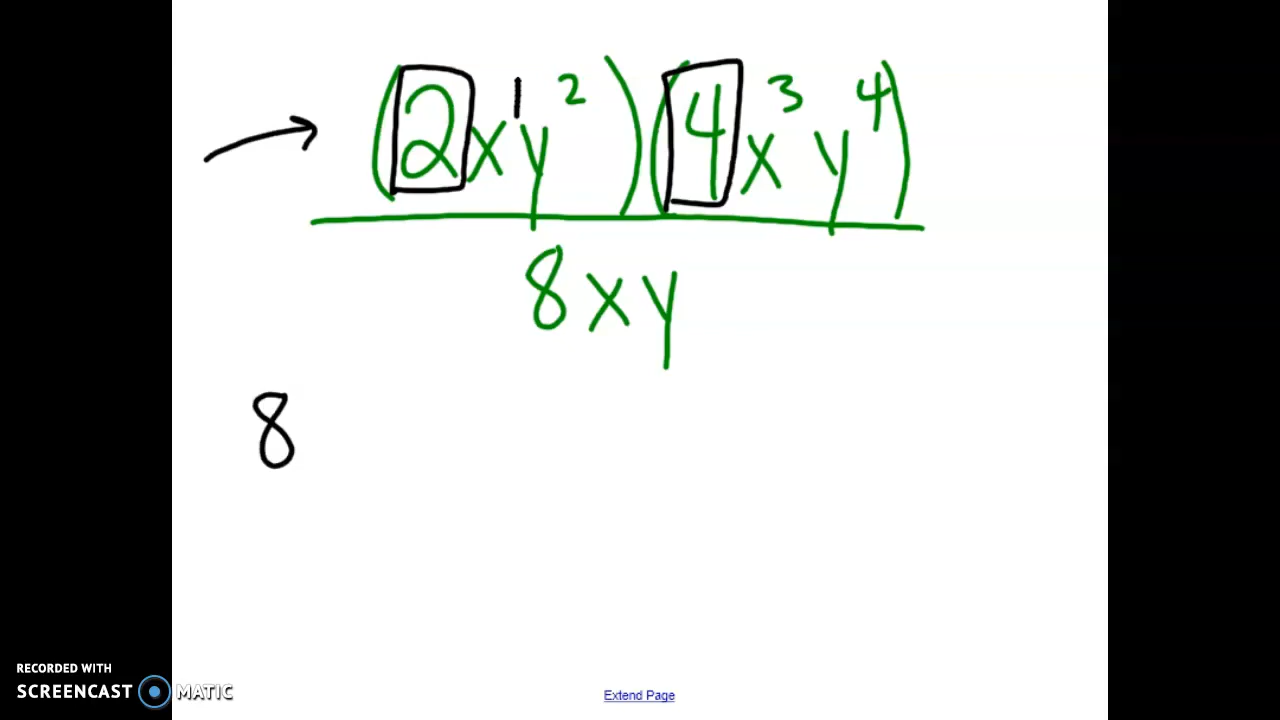 (2x¹y²)(4x³y⁴)
8xy
8
RECORDED WITH
SCREENCAST MATIC
Extend Page